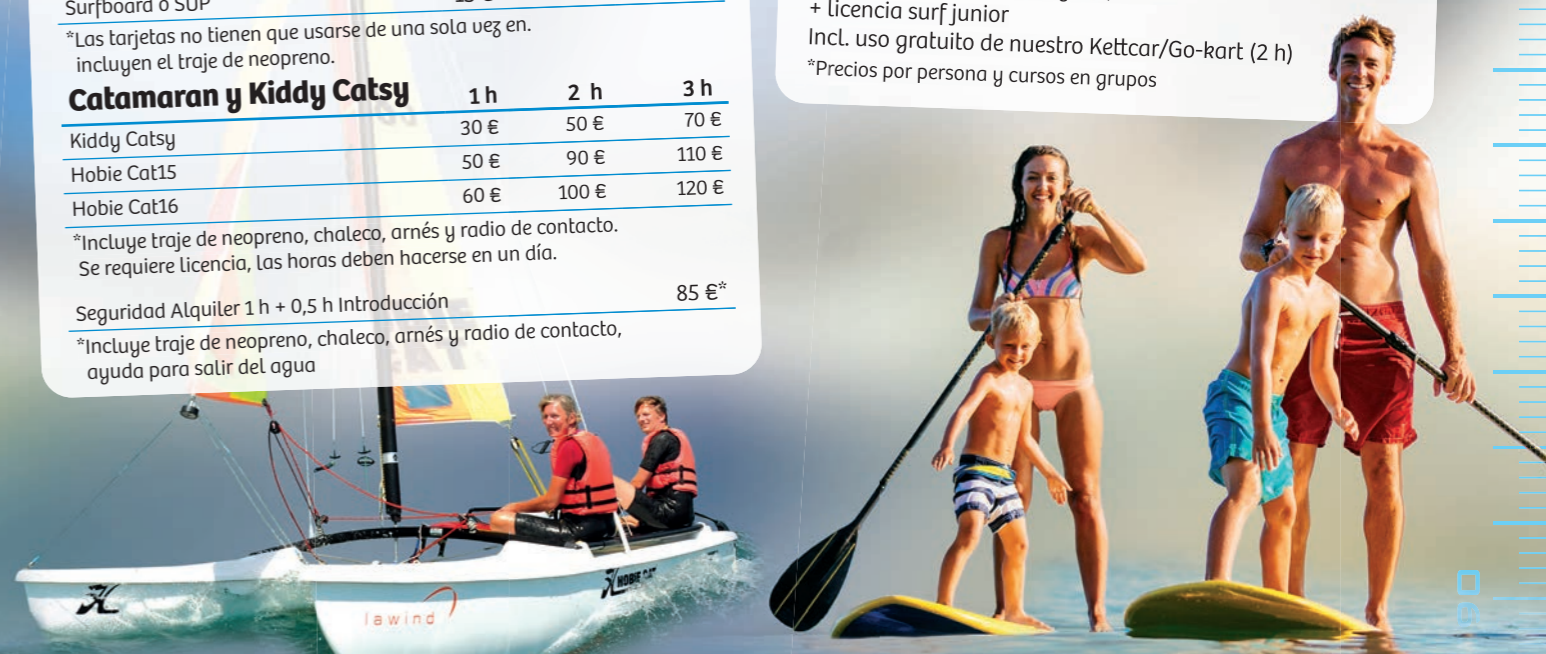 Surfboard o SUP
*Las tarjetas no tienen que usarse de una sola vez en.
incluyen el traje de neopreno.
Catamaran y Kiddy Catsy 1 h 2 h 3 h
Kiddy Catsy 30 € 50 € 70 €
Hobie Cat15 50 € 90 € 110 €
Hobie Cat16 60 € 100 € 120 €
*Incluye traje de neopreno, chaleco, arnés y radio de contacto.
Se requiere licencia, las horas deben hacerse en un día.
Seguridad Alquiler 1 h + 0,5 h Introducción 85 €*
*Incluye traje de neopreno, chaleco, arnés y radio de contacto,
ayuda para salir del agua
+ licencia surf junior
Incl. uso gratuito de nuestro Kettcar/Go-kart (2 h)
*Precios por persona y cursos en grupos
HOBIE CAT
lawind